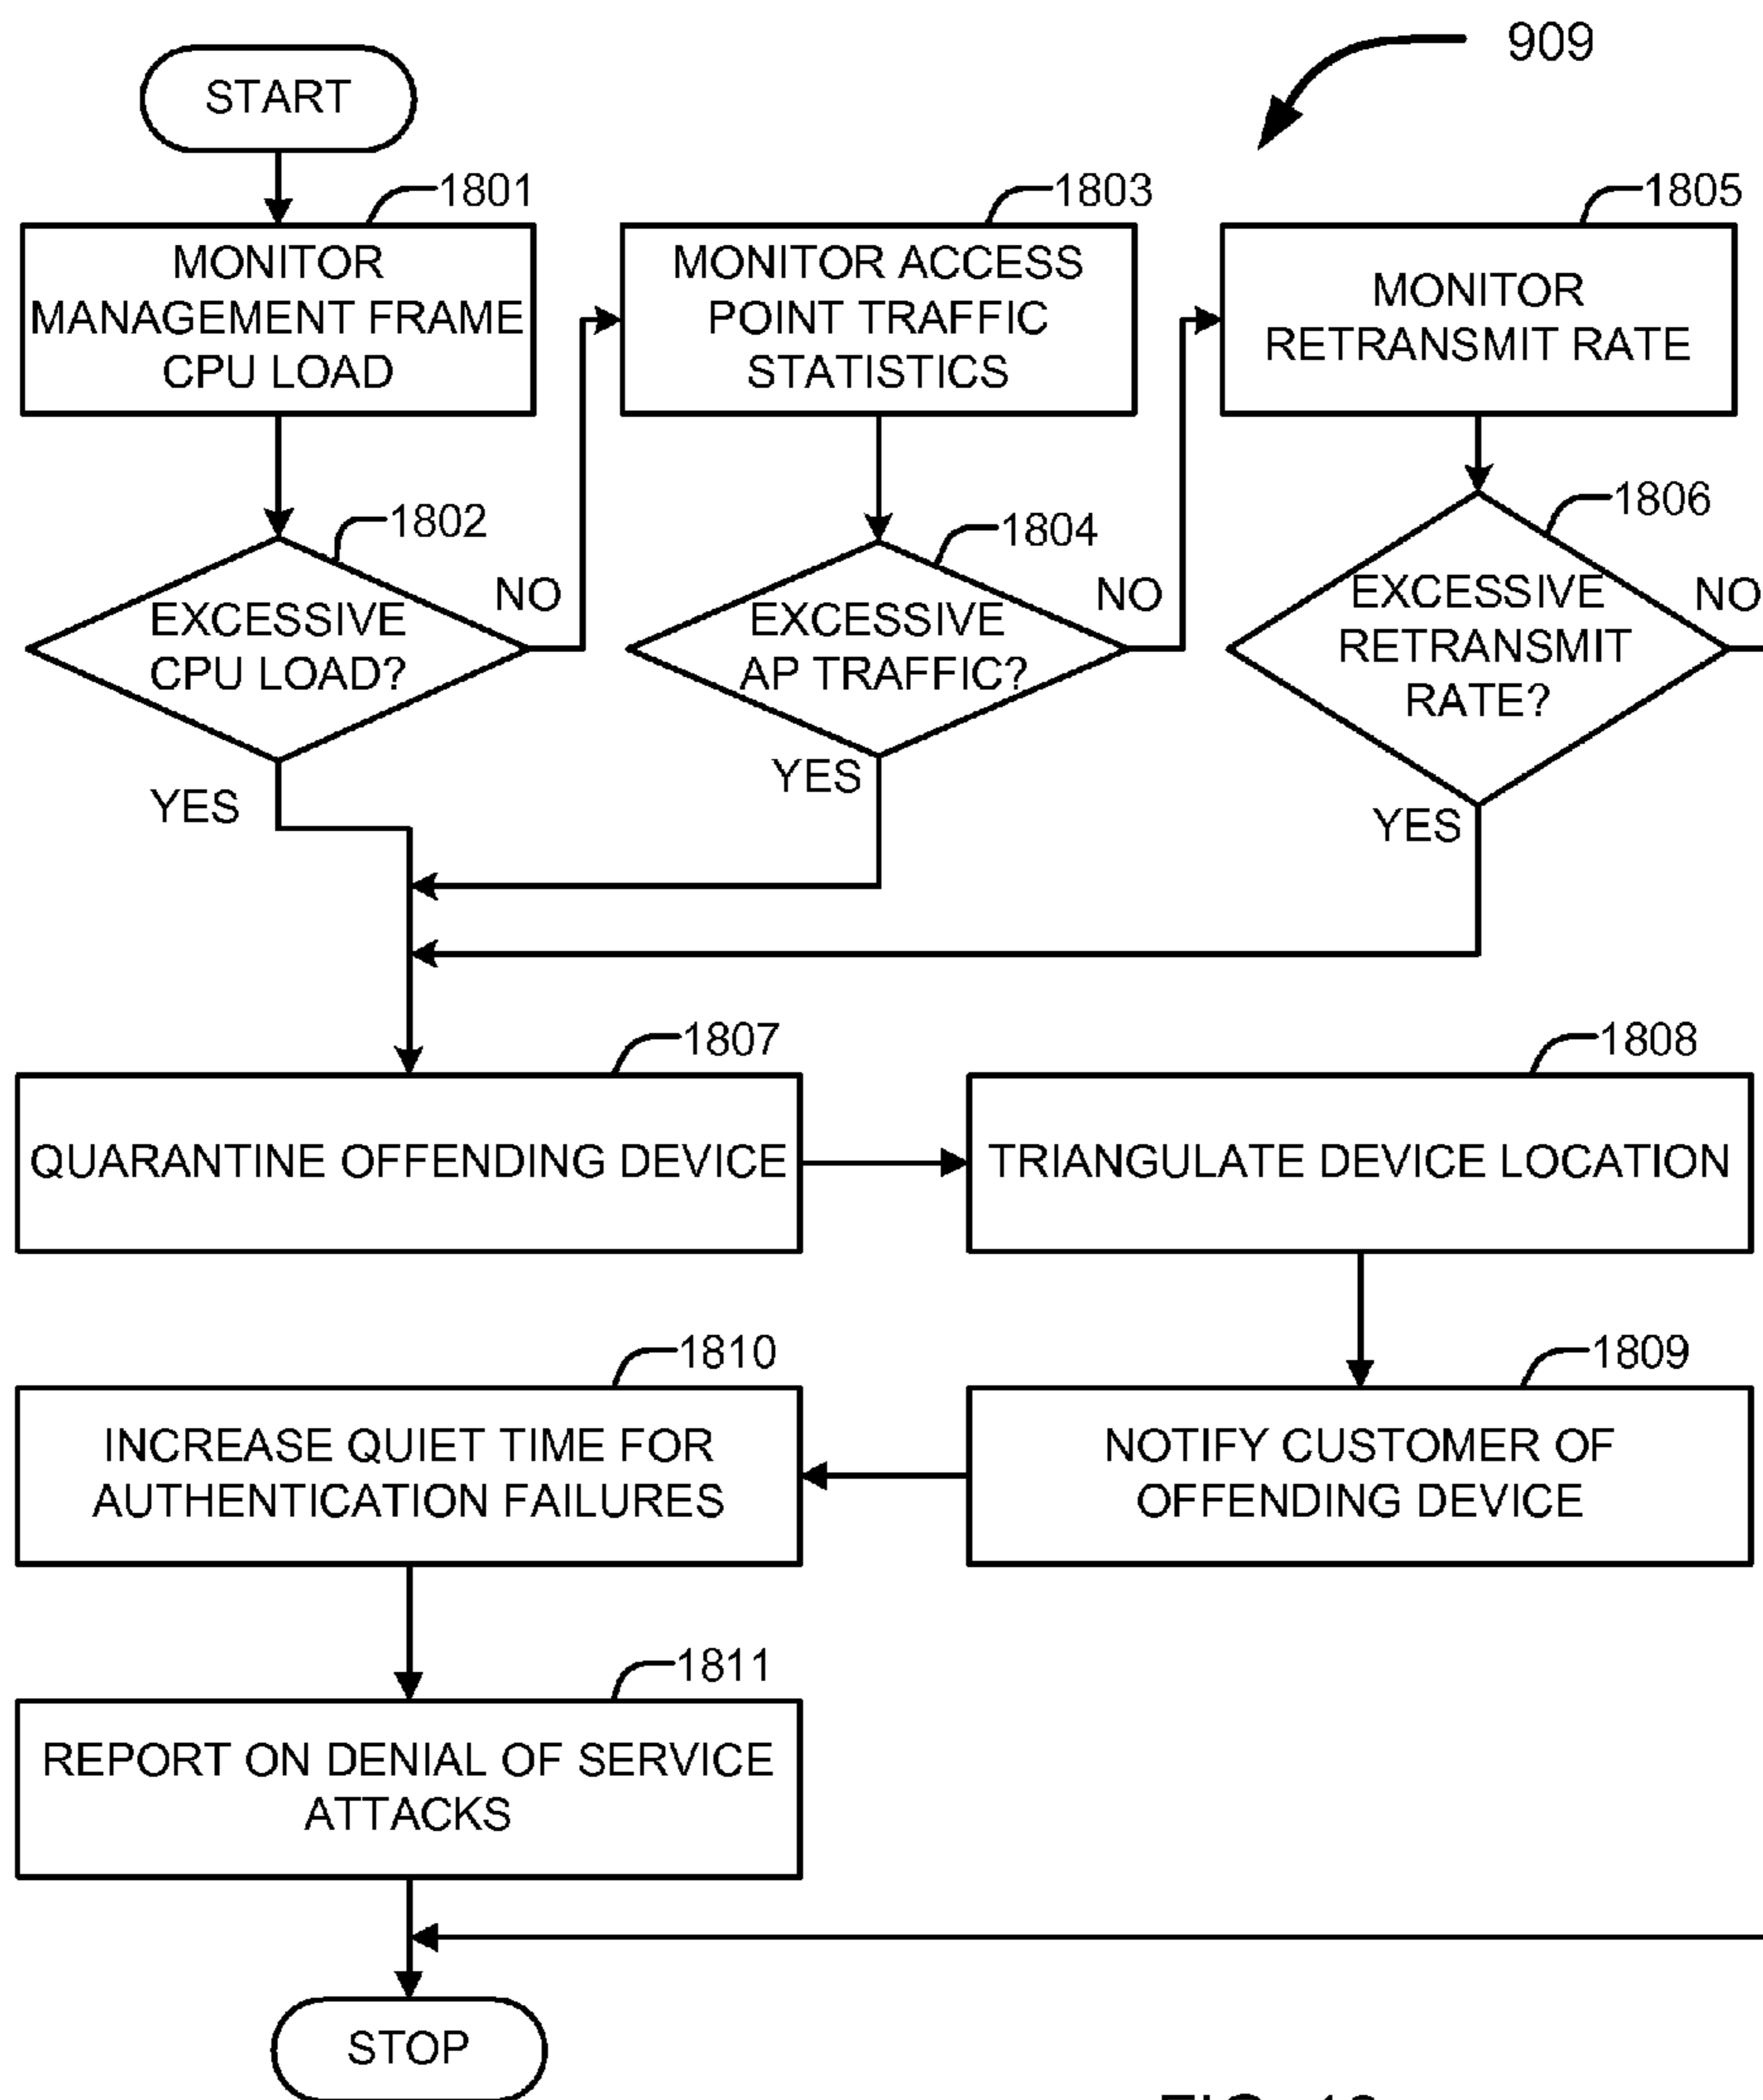 909
START
1801
MONITOR
MANAGEMENT FRAME
CPU LOAD
1803
MONITOR ACCESS
POINT TRAFFIC
STATISTICS
1805
MONITOR
RETRANSMIT RATE
1802
EXCESSIVE
CPU LOAD?
NO
YES
1804
EXCESSIVE
AP TRAFFIC?
NO
YES
1806
EXCESSIVE
RETRANSMIT
RATE?
NO
YES
1807
QUARANTINE OFFENDING DEVICE
1808
TRIANGULATE DEVICE LOCATION
1810
INCREASE QUIET TIME FOR
AUTHENTICATION FAILURES
1809
NOTIFY CUSTOMER OF
OFFENDING DEVICE
1811
REPORT ON DENIAL OF SERVICE
ATTACKS
STOP